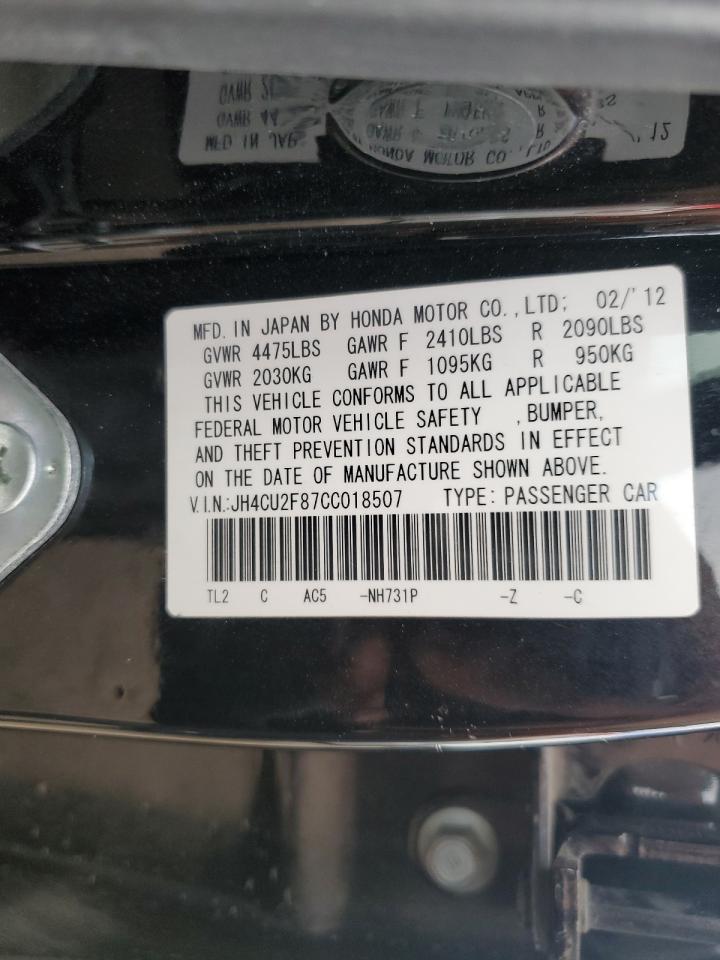 MFD. IN JAPAN BY HONDA MOTOR CO., LTD; 02/'12
GVWR 4475LBS GAWR F 2410LBS R 2090LBS
GVWR 2030KG GAWR F 1095KG R 950KG
THIS VEHICLE CONFORMS TO ALL APPLICABLE
FEDERAL MOTOR VEHICLE SAFETY , BUMPER,
AND THEFT PREVENTION STANDARDS IN EFFECT
ON THE DATE OF MANUFACTURE SHOWN ABOVE.
V.I.N.:JH4CU2F87CC018507 TYPE: PASSENGER CAR
TL2 C AC5 -NH731P -Z -C